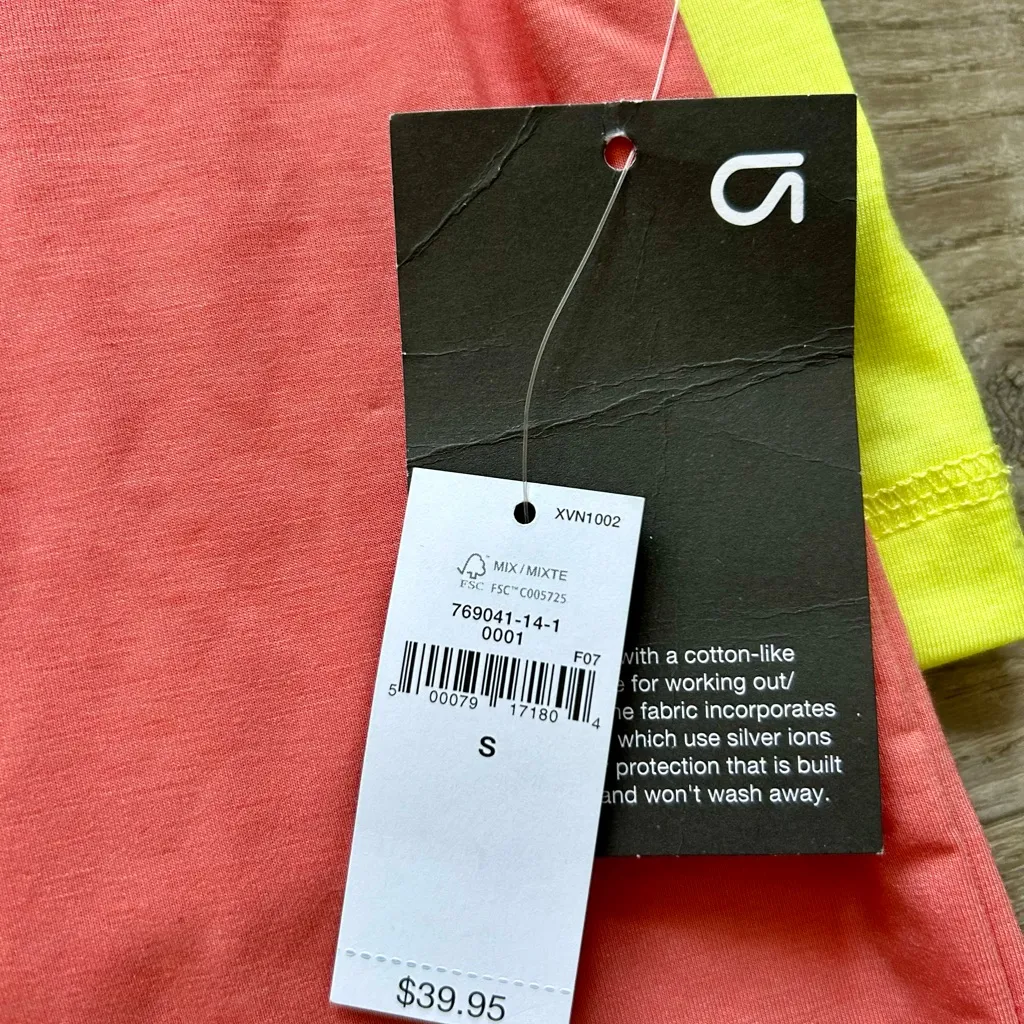 XVN1002
MIX / MIXTE
FSC FSC™ C005725
769041-14-1
0001
F07
5 00079 17180 4
S
$39.95
with a cotton-like
for working out/
fabric incorporates
which use silver ions
protection that is built
and won't wash away.